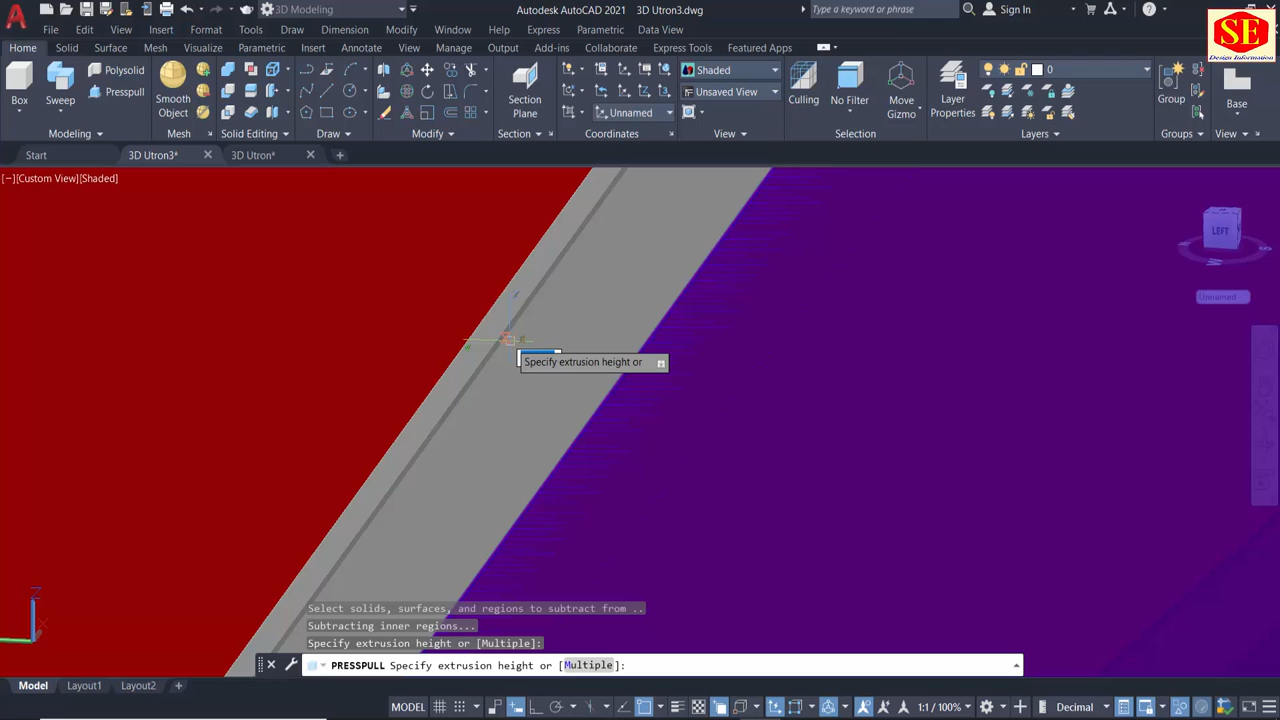 3D Modeling
Autodesk AutoCAD 2021 3D Utron3.dwg
Type a keyword or phrase
Sign In
SE
Design Information
File Edit View Insert Format Tools Draw Dimension Modify Window Help Express Parametric Data View
Home Solid Surface Mesh Visualize Parametric Insert Annotate View Manage Output Add-ins Collaborate Express Tools Featured Apps
Polysolid
Presspull
Box
Sweep
Smooth
Object
Section
Plane
Shaded
Unsaved View
Unnamed
Culling
No Filter
Move
Gizmo
Layer
Properties
0
Group
Base
Modeling Mesh Solid Editing Draw Modify Section Coordinates View Selection Layers Groups View
Start 3D Utron3* 3D Utron*
[−][Custom View][Shaded]
LEFT
W
S
Unnamed
Specify extrusion height or
Z
Select solids, surfaces, and regions to subtract from ..
Subtracting inner regions...
Specify extrusion height or [Multiple]:
PRESSPULL Specify extrusion height or [Multiple]:
Model Layout1 Layout2
MODEL
1:1 / 100%
Decimal